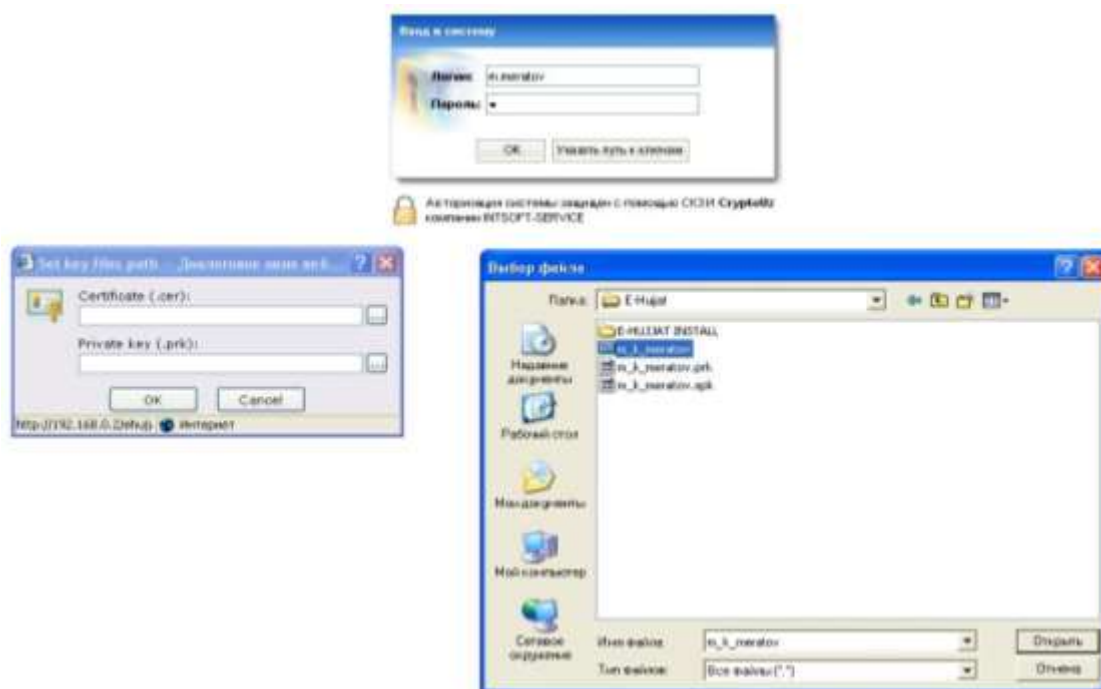 Вход в систему
Логин: m.meratov
Пароль:
OK
Указать путь к ключам
Авторизация системы защищен с помощью СКЗИ CryptoUz
компании INTSOFT-SERVICE
Set key files path -- Диалоговое окно веб...
Certificate (.cer):
...
Private key (.prk):
...
OK
Cancel
Интернет
Выбор файла
Папка: E-Hujjat
E-HUJJAT INSTALL
m_k_meratov
m_k_meratov.prk
m_k_meratov.spk
Недавние документы
Рабочий стол
Мои документы
Мой компьютер
Сетевое окружение
Имя файла: m_k_meratov
Открыть
Тип файлов: Все файлы (*.*)
Отмена